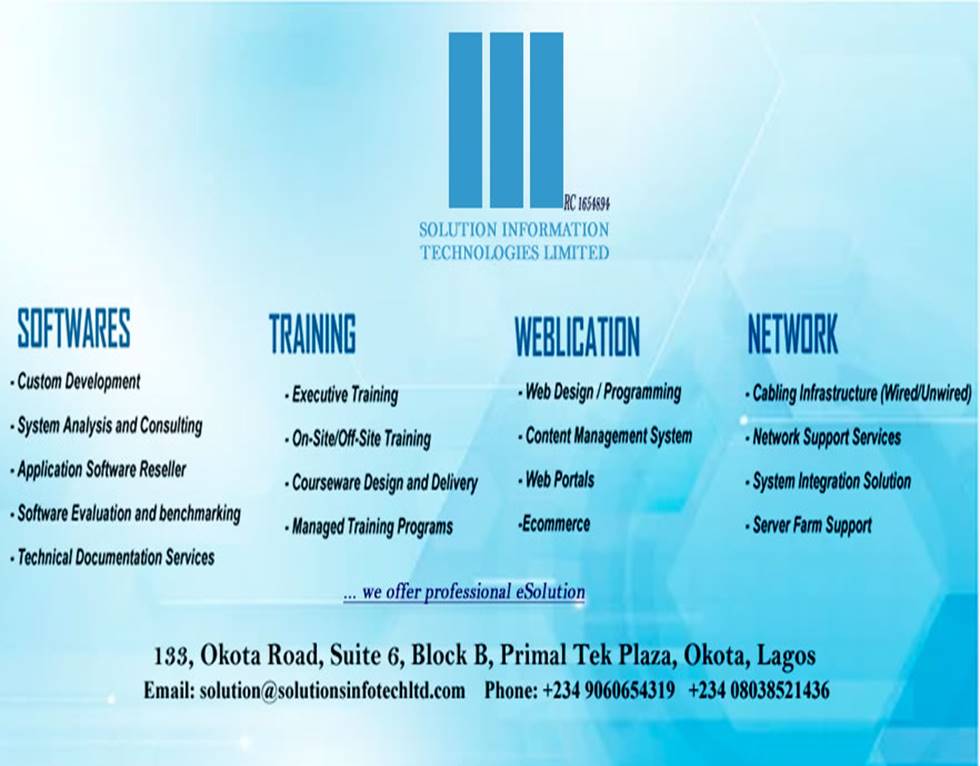 RC 1654894
SOLUTION INFORMATION
TECHNOLOGIES LIMITED
SOFTWARES
- Custom Development
- System Analysis and Consulting
- Application Software Reseller
- Software Evaluation and benchmarking
- Technical Documentation Services
TRAINING
- Executive Training
- On-Site/Off-Site Training
- Courseware Design and Delivery
- Managed Training Programs
WEBLICATION
- Web Design / Programming
- Content Management System
- Web Portals
-Ecommerce
NETWORK
- Cabling Infrastructure (Wired/Unwired)
- Network Support Services
- System Integration Solution
- Server Farm Support
... we offer professional eSolution
133, Okota Road, Suite 6, Block B, Primal Tek Plaza, Okota, Lagos
Email: solution@solutionsinfotechltd.com Phone: +234 9060654319 +234 08038521436